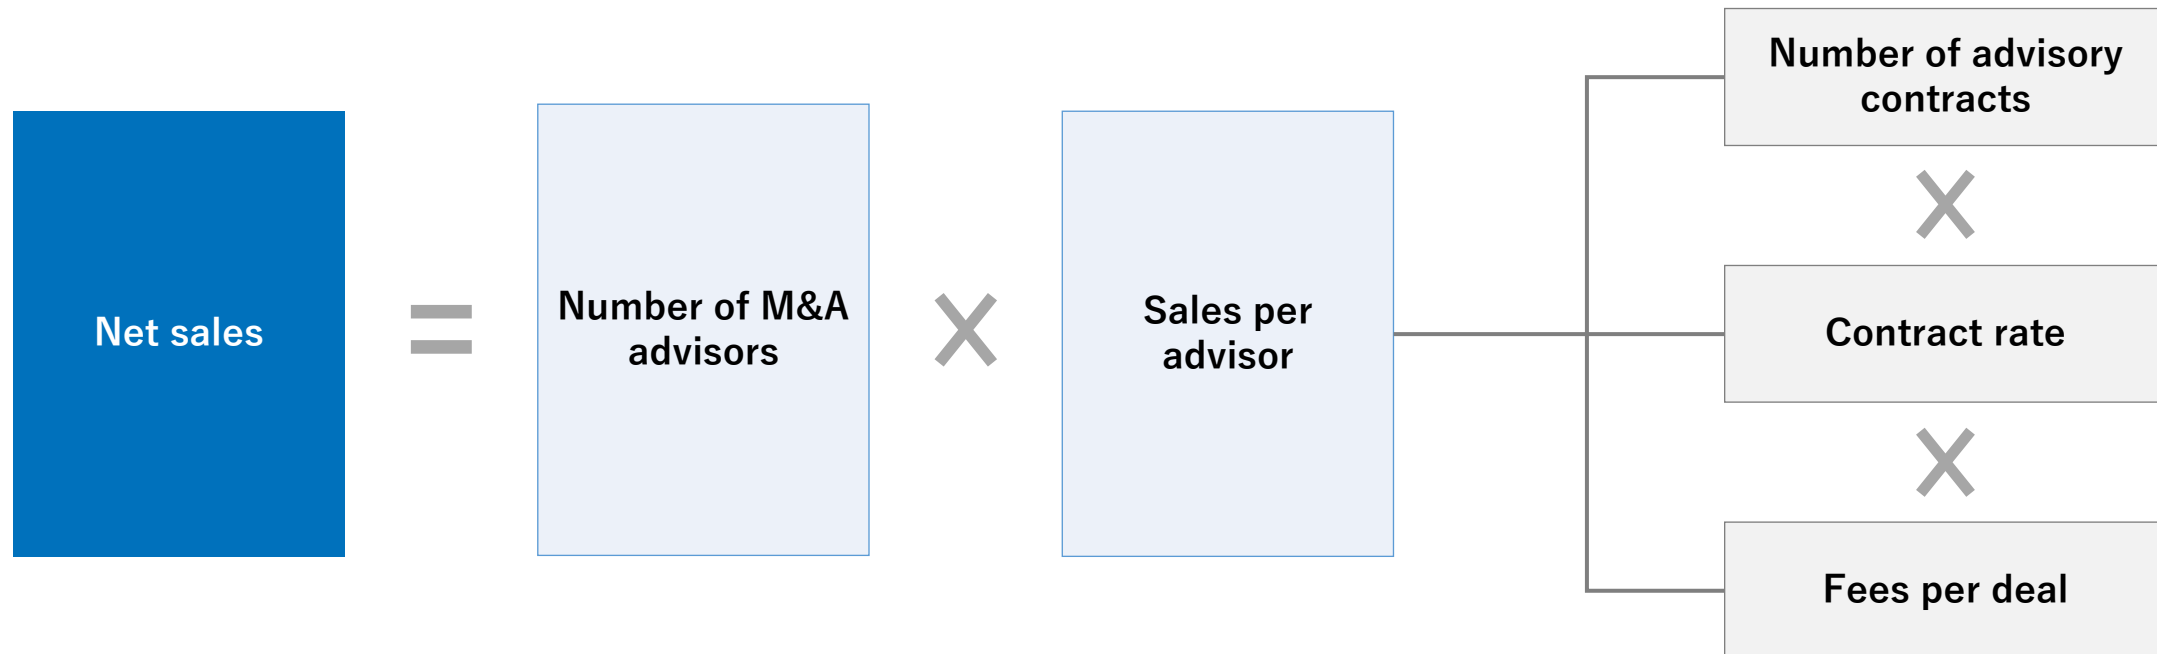 Net sales
=
Number of M&A
advisors
×
Sales per
advisor
Number of advisory
contracts
×
Contract rate
×
Fees per deal